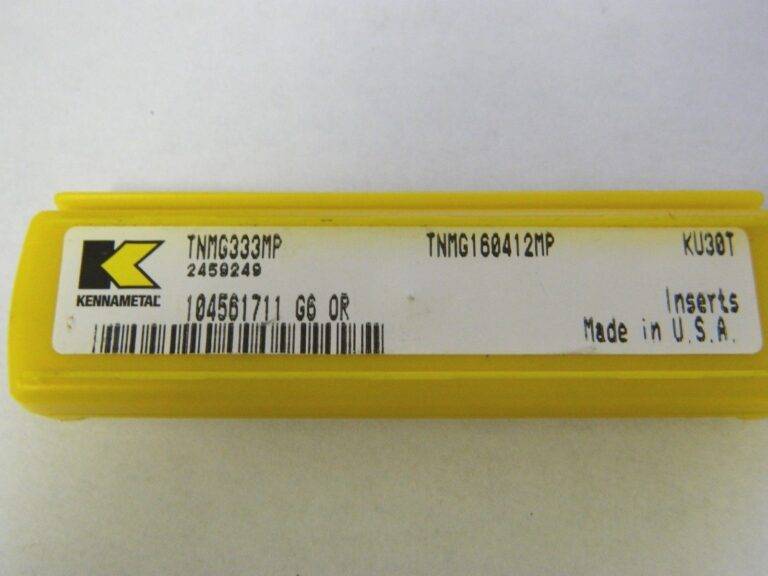 TNMG333MP TNMG160412MP KU30T
2459249
KENNAMETAL
104561711 G6 OR Inserts
Made in U.S.A.